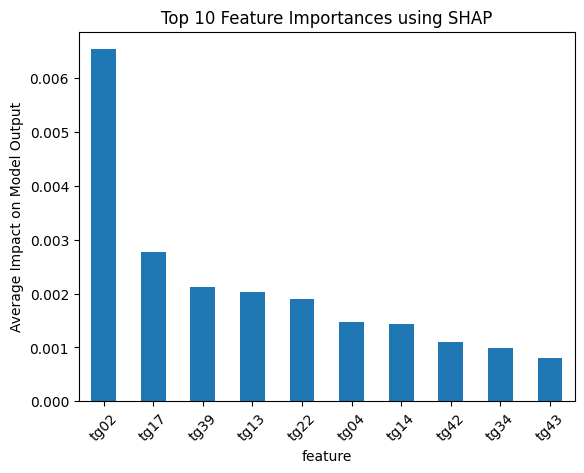 Top 10 Feature Importances using SHAP
Average Impact on Model Output
0.006
0.005
0.004
0.003
0.002
0.001
0.000
tg02 tg17 tg39 tg13 tg22 tg04 tg14 tg42 tg34 tg43
feature